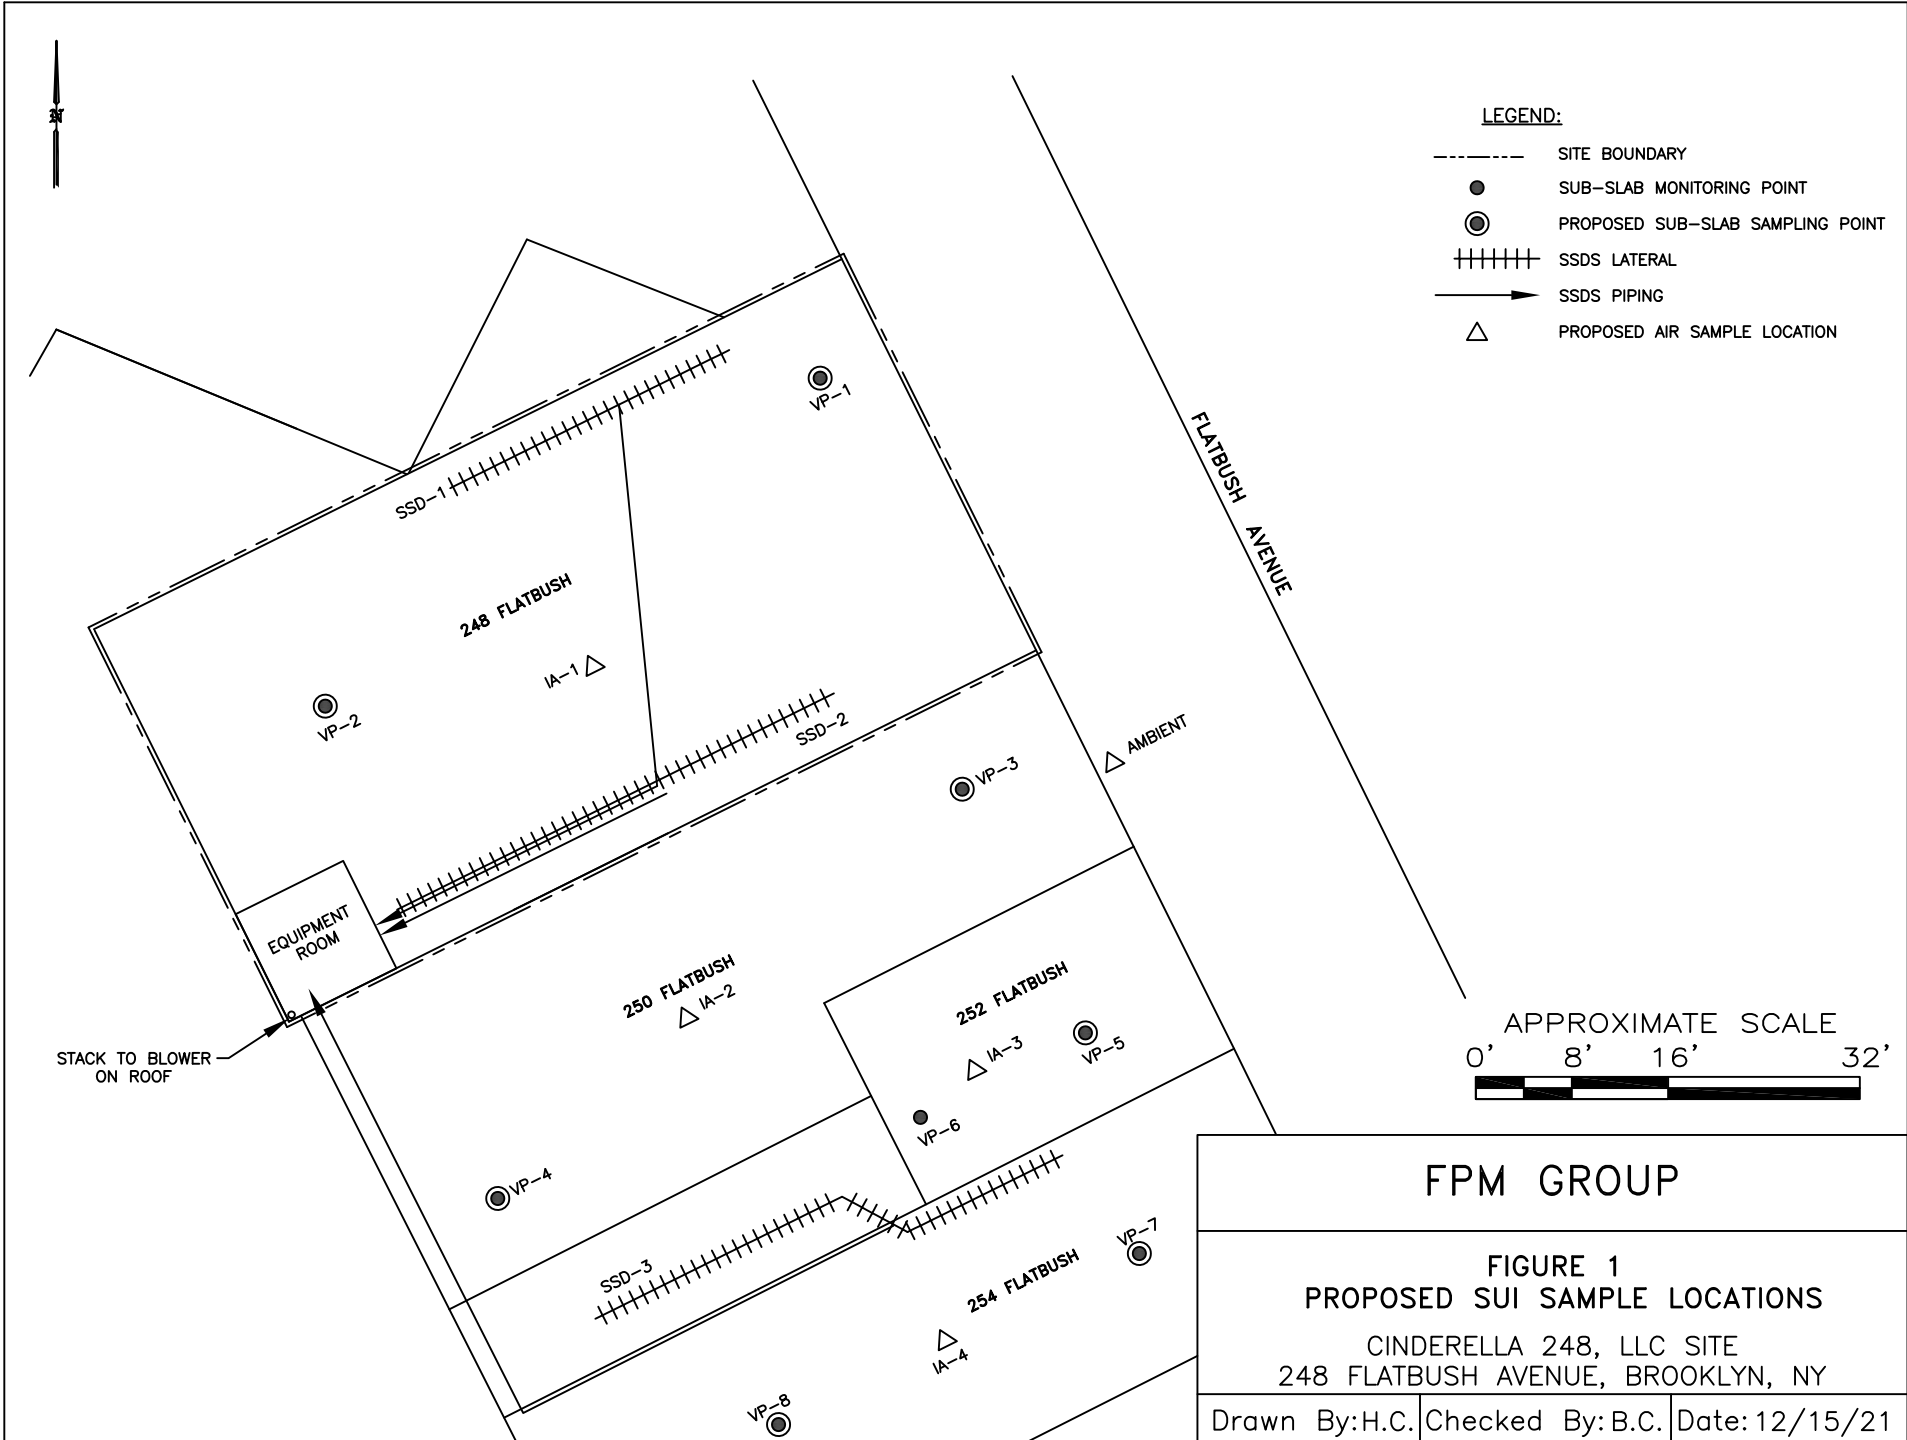 LEGEND:
SITE BOUNDARY
SUB-SLAB MONITORING POINT
PROPOSED SUB-SLAB SAMPLING POINT
SSDS LATERAL
SSDS PIPING
PROPOSED AIR SAMPLE LOCATION
VP-1
SSD-1
FLATBUSH AVENUE
248 FLATBUSH
IA-1
VP-2
SSD-2
AMBIENT
VP-3
EQUIPMENT
ROOM
250 FLATBUSH
IA-2
252 FLATBUSH
IA-3
VP-5
STACK TO BLOWER
ON ROOF
VP-6
VP-4
SSD-3
VP-7
254 FLATBUSH
IA-4
VP-8
APPROXIMATE SCALE
0' 8' 16' 32'
FPM GROUP
FIGURE 1
PROPOSED SUI SAMPLE LOCATIONS
CINDERELLA 248, LLC SITE
248 FLATBUSH AVENUE, BROOKLYN, NY
Drawn By:H.C. Checked By:B.C. Date:12/15/21